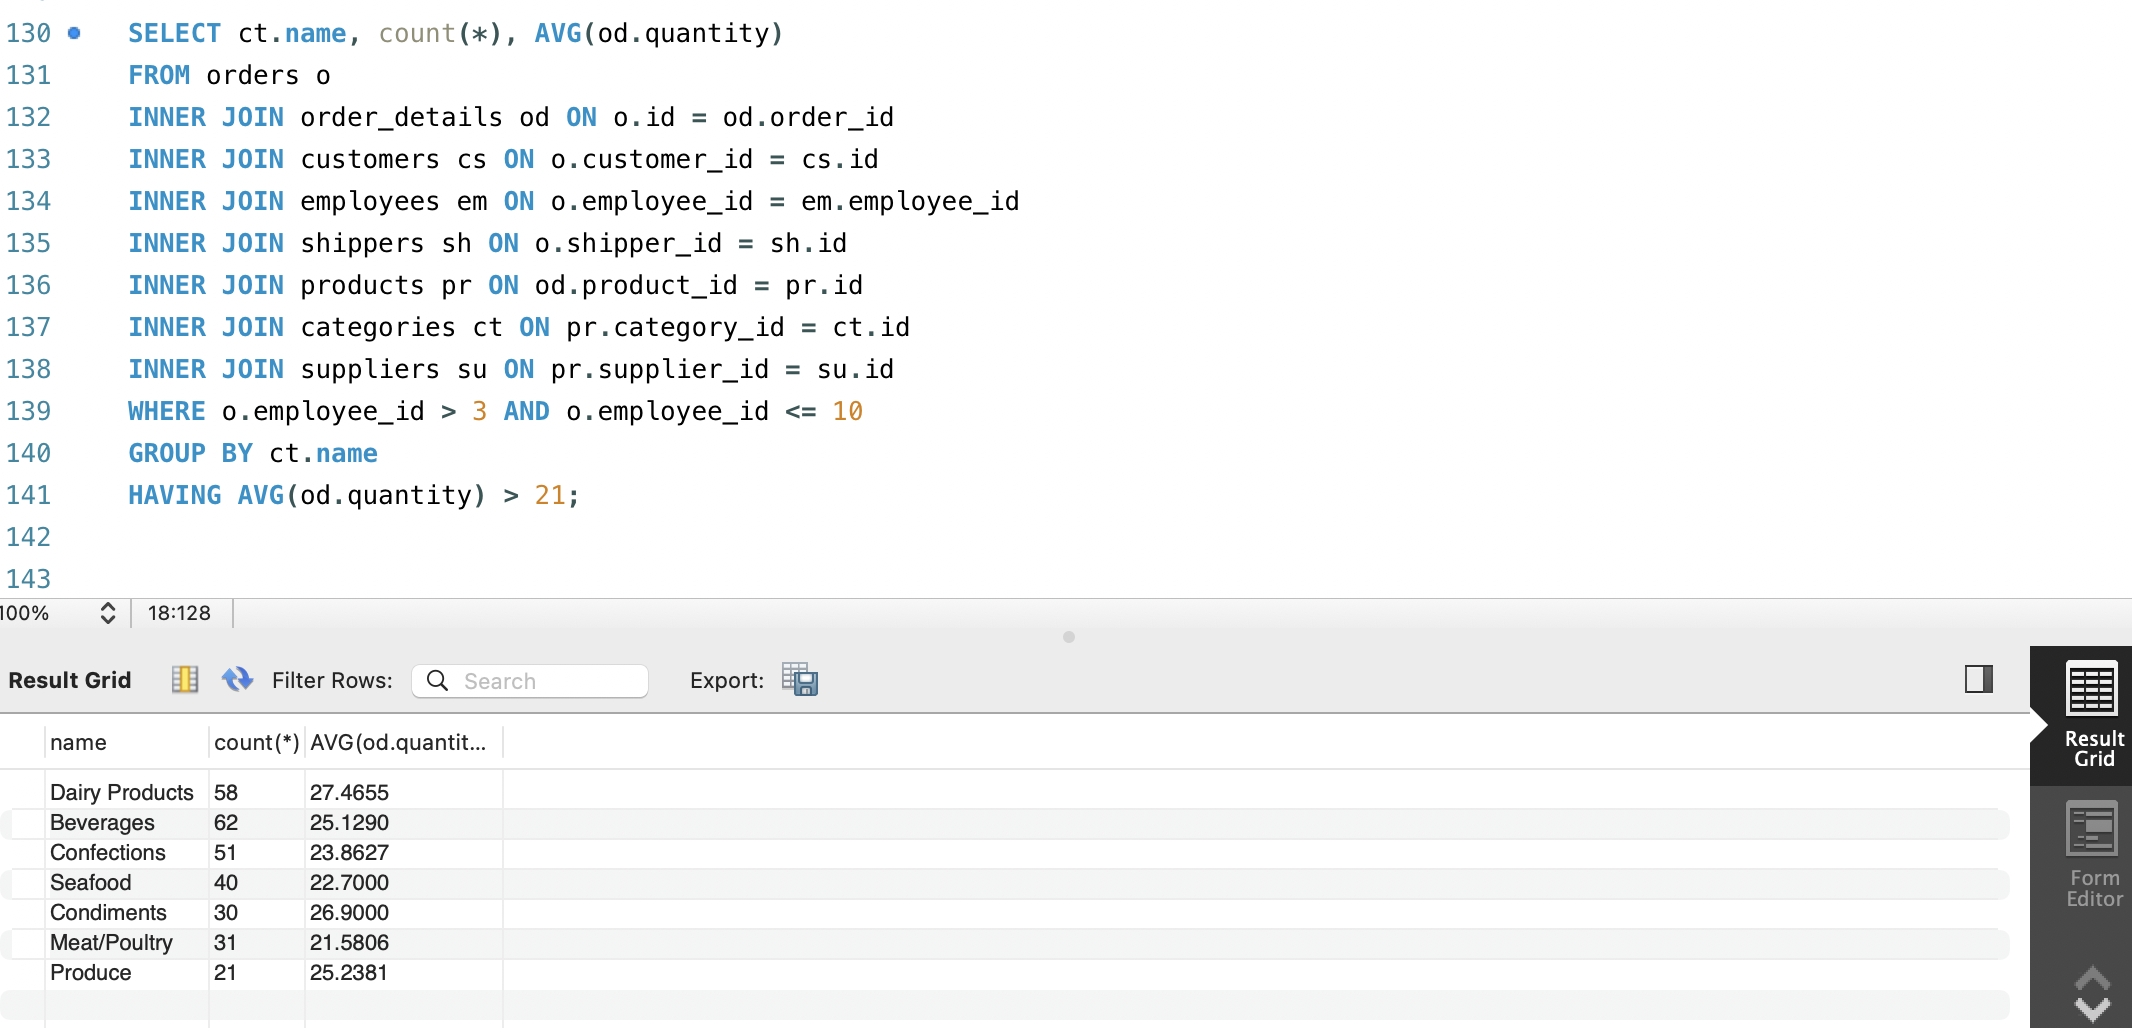 130 SELECT ct.name, count(*), AVG(od.quantity)
131 FROM orders o
132 INNER JOIN order_details od ON o.id = od.order_id
133 INNER JOIN customers cs ON o.customer_id = cs.id
134 INNER JOIN employees em ON o.employee_id = em.employee_id
135 INNER JOIN shippers sh ON o.shipper_id = sh.id
136 INNER JOIN products pr ON od.product_id = pr.id
137 INNER JOIN categories ct ON pr.category_id = ct.id
138 INNER JOIN suppliers su ON pr.supplier_id = su.id
139 WHERE o.employee_id > 3 AND o.employee_id <= 10
140 GROUP BY ct.name
141 HAVING AVG(od.quantity) > 21;
142
143
100% 18:128
Result Grid Filter Rows: Search Export:
name count(*) AVG(od.quantit...
Dairy Products 58 27.4655
Beverages 62 25.1290
Confections 51 23.8627
Seafood 40 22.7000
Condiments 30 26.9000
Meat/Poultry 31 21.5806
Produce 21 25.2381
Result
Grid
Form
Editor